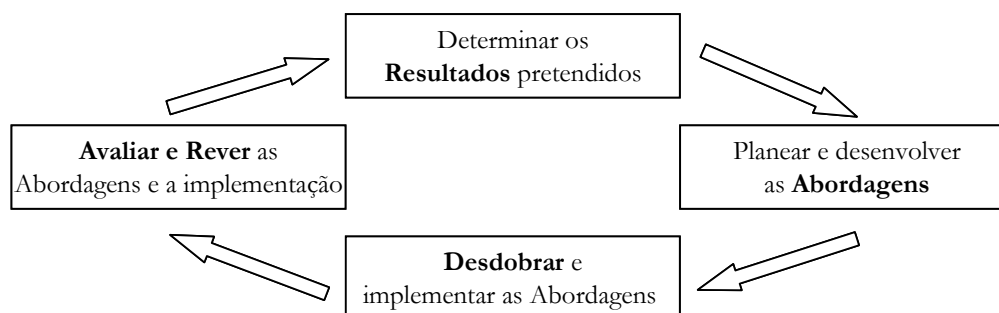 Determinar os
Resultados pretendidos
Avaliar e Rever as
Abordagens e a implementação
Planear e desenvolver
as Abordagens
Desdobrar e
implementar as Abordagens